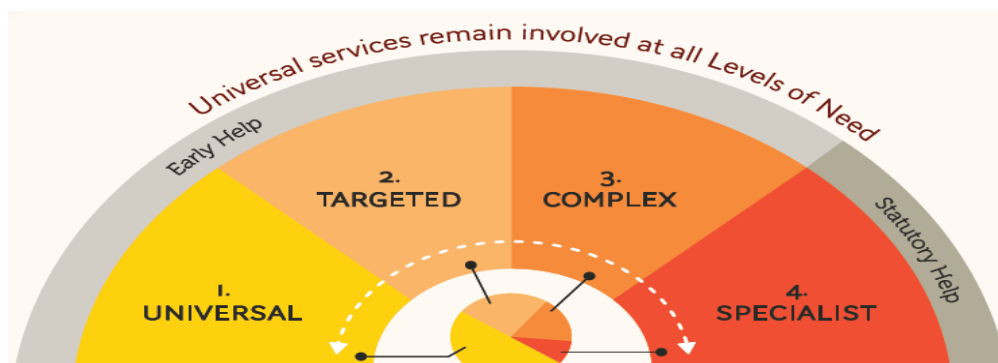 Universal services remain involved at all Levels of Need
Early Help
2.
TARGETED
3.
COMPLEX
Statutory Help
1.
UNIVERSAL
4.
SPECIALIST